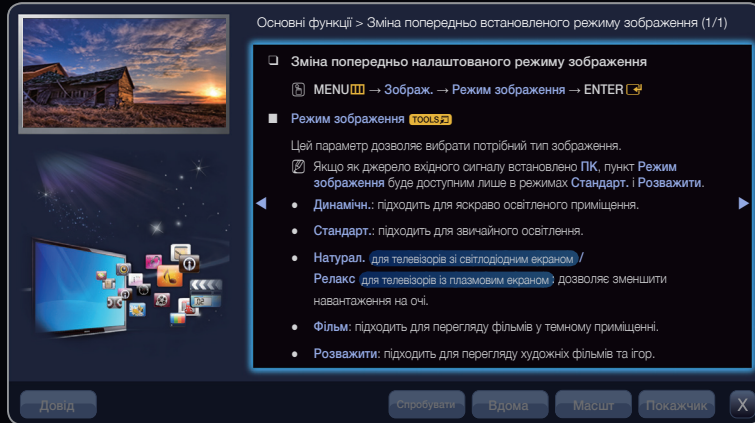 Основні функції > Зміна попередньо встановленого режиму зображення (1/1)
❑ Зміна попередньо налаштованого режиму зображення
MENU → Зображ. → Режим зображення → ENTER
■ Режим зображення TOOLS
Цей параметр дозволяє вибрати потрібний тип зображення.
Якщо як джерело вхідного сигналу встановлено ПК, пункт Режим
зображення буде доступним лише в режимах Стандарт. і Розважити.
● Динамічн.: підходить для яскраво освітленого приміщення.
● Стандарт.: підходить для звичайного освітлення.
● Натурал. для телевізорів зі світлодіодним екраном /
Релакс для телевізорів із плазмовим екраном: дозволяє зменшити
навантаження на очі.
● Фільм: підходить для перегляду фільмів у темному приміщенні.
● Розважити: підходить для перегляду художніх фільмів та ігор.
Довід Спробувати Вдома Масшт Покажчик X